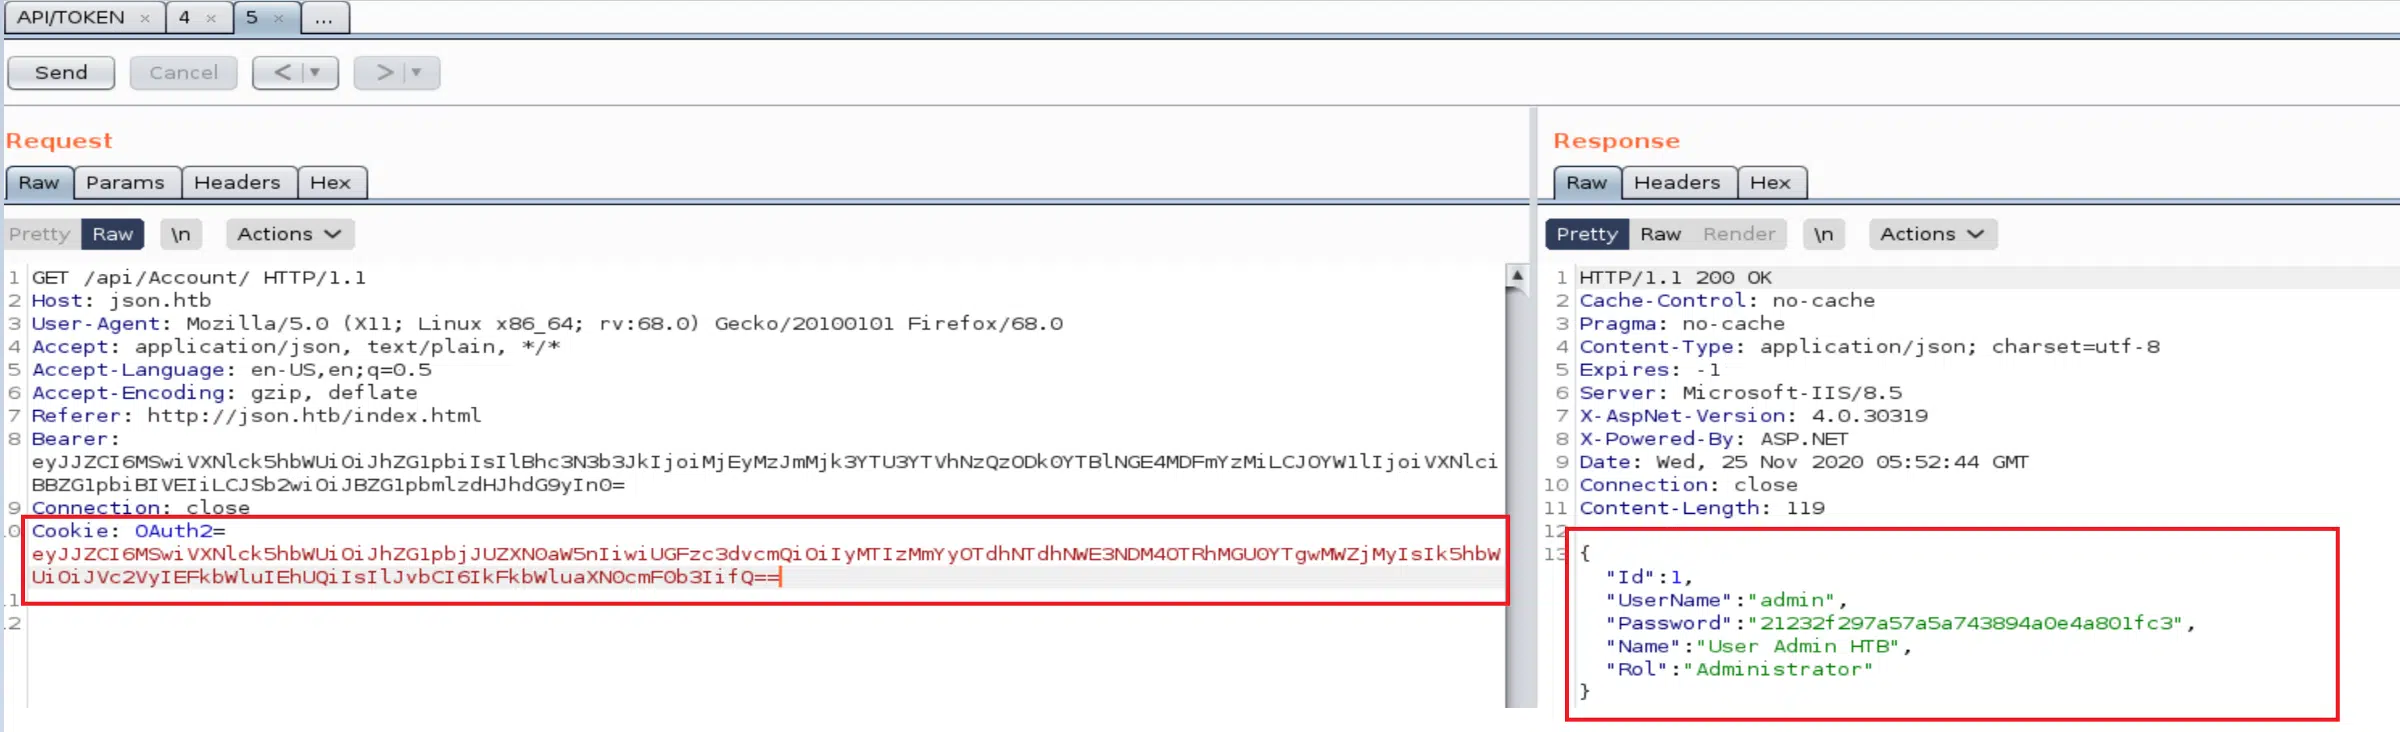 API/TOKEN × 4 × 5 × ...
Send Cancel < > 
Request
Raw Params Headers Hex
Pretty Raw \n Actions
1 GET /api/Account/ HTTP/1.1
2 Host: json.htb
3 User-Agent: Mozilla/5.0 (X11; Linux x86_64; rv:68.0) Gecko/20100101 Firefox/68.0
4 Accept: application/json, text/plain, */*
5 Accept-Language: en-US,en;q=0.5
6 Accept-Encoding: gzip, deflate
7 Referer: http://json.htb/index.html
8 Bearer:
eyJJZCI6MSwiVXNlck5hbWUiOiJhZG1pbiIsIlBhc3N3b3JkIjoiMjEyMzJmMjk3YTU3YTVhNzQzODk0YTBlNGE4MDFmYzMiLCJOYW1lIjoiVXNlci
BBZG1pbiBIVEIiLCJSb2wiOiJBZG1pbmlzdHJhdG9yIn0=
9 Connection: close
0 Cookie: OAuth2=
eyJJZCI6MSwiVXNlck5hbWUiOiJhZG1pbjJUZXN0aW5nIiwiUGFzc3dvcmQiOiIyMTIzMmYyOTdhNTdhNWE3NDM4OTRhMGU0YTgwMWZjMyIsIk5hbW
UiOiJVc2VyIEFkbWluIEhUQiIsIlJvbCI6IkFkbWluaXN0cmF0b3IifQ==
1
2
Response
Raw Headers Hex
Pretty Raw Render \n Actions
1 HTTP/1.1 200 OK
2 Cache-Control: no-cache
3 Pragma: no-cache
4 Content-Type: application/json; charset=utf-8
5 Expires: -1
6 Server: Microsoft-IIS/8.5
7 X-AspNet-Version: 4.0.30319
8 X-Powered-By: ASP.NET
9 Date: Wed, 25 Nov 2020 05:52:44 GMT
10 Connection: close
11 Content-Length: 119
12
13 {
"Id":1,
"UserName":"admin",
"Password":"21232f297a57a5a743894a0e4a801fc3",
"Name":"User Admin HTB",
"Rol":"Administrator"
}